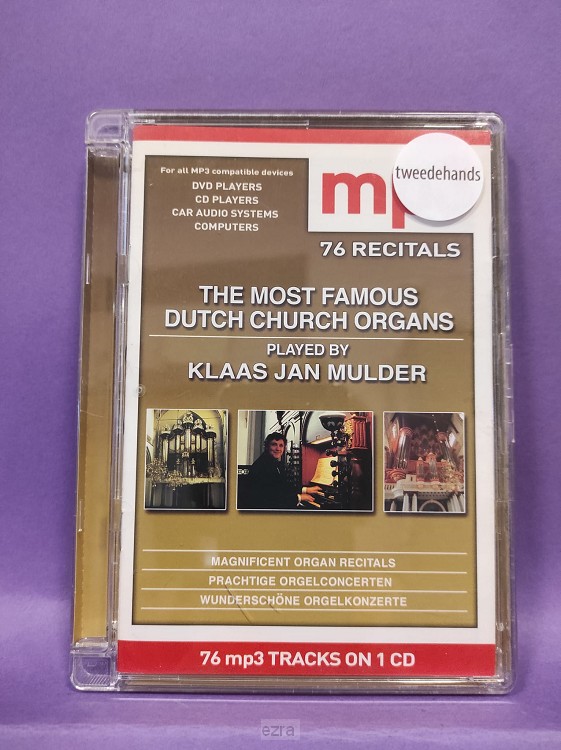 For all MP3 compatible devices
DVD PLAYERS
CD PLAYERS
CAR AUDIO SYSTEMS
COMPUTERS
mp
tweedehands
76 RECITALS
THE MOST FAMOUS
DUTCH CHURCH ORGANS
PLAYED BY
KLAAS JAN MULDER
MAGNIFICENT ORGAN RECITALS
PRACHTIGE ORGELCONCERTEN
WUNDERSCHÖNE ORGELKONZERTE
76 mp3 TRACKS ON 1 CD
ezra